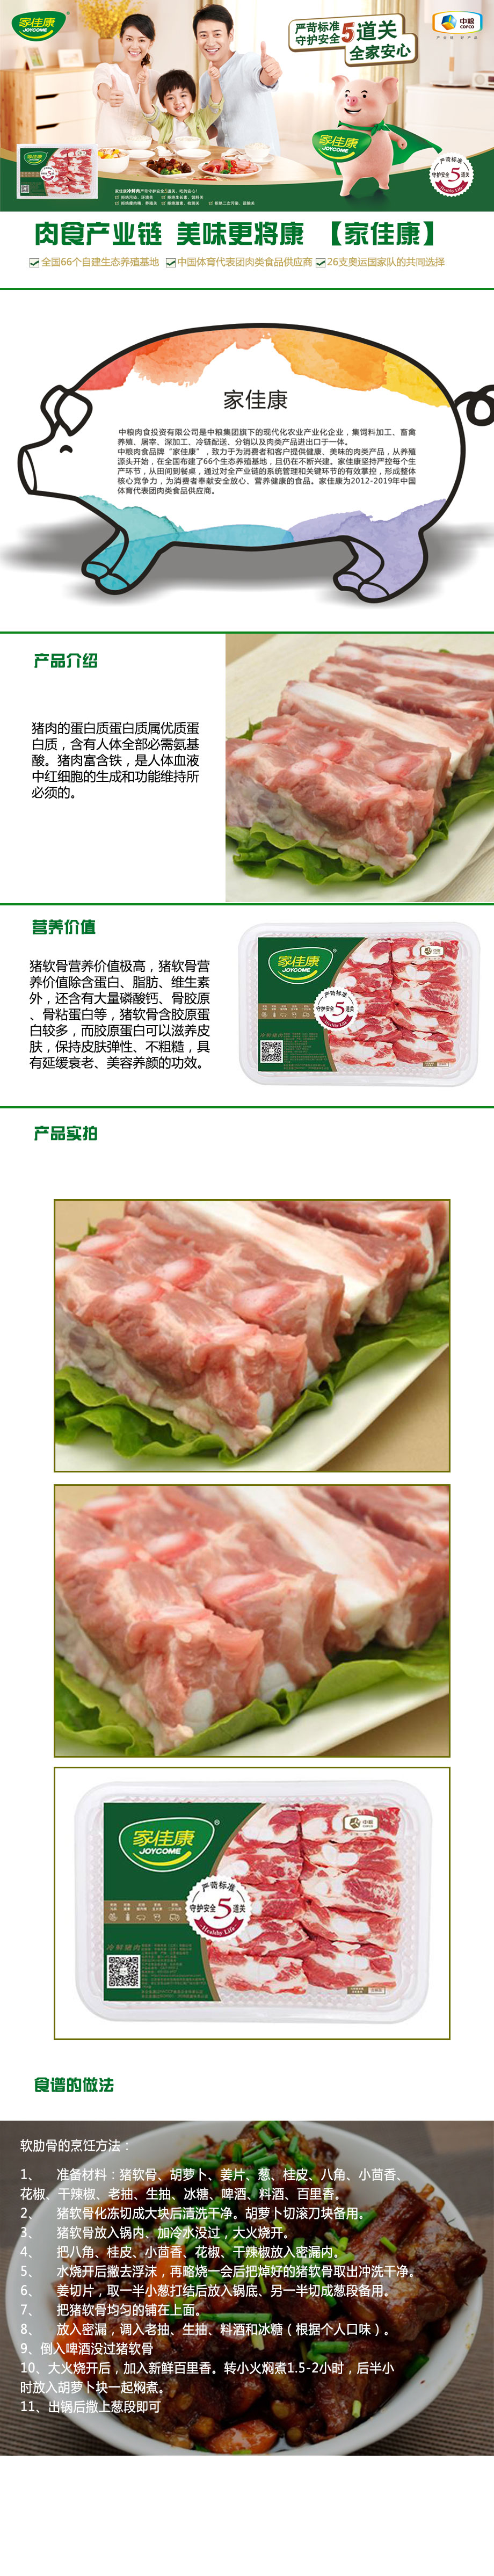 家佳康
JOYCOME
严苛标准
守护安全
5道关
全家安心
中粮
COFCO
家佳康
JOYCOME
严苛标准
守护安全5道关
Healthy Life
肉食产业链 美味更将康 【家佳康】
全国66个自建生态养殖基地 中国体育代表团肉类食品供应商 26支奥运国家队的共同选择
家佳康
中粮肉食投资有限公司是中粮集团旗下的现代化农业产业化企业，集饲料加工、畜禽
养殖、屠宰、深加工、冷链配送、分销以及肉类产品进出口于一体。
中粮肉食品牌“家佳康”，致力于为消费者和客户提供健康、美味的肉类产品，从养殖
源头开始，在全国布建了66个生态养殖基地，且仍在不断兴建。家佳康坚持严控每个生
产环节，从田间到餐桌，通过对全产业链的系统管理和关键环节的有效掌控，形成整体
核心竞争力，为消费者奉献安全放心、营养健康的食品。家佳康为2012-2019年中国
体育代表团肉类食品供应商。
产品介绍
猪肉的蛋白质蛋白质属优质蛋
白质，含有人体全部必需氨基
酸。猪肉富含铁，是人体血液
中红细胞的生成和功能维持所
必须的。
营养价值
猪软骨营养价值极高，猪软骨营
养价值除含蛋白、脂肪、维生素
外，还含有大量磷酸钙、骨胶原
、骨粘蛋白等，猪软骨含胶原蛋
白较多，而胶原蛋白可以滋养皮
肤，保持皮肤弹性、不粗糙，具
有延缓衰老、美容养颜的功效。
家佳康
JOYCOME
严苛标准
守护安全5道关
Healthy Life
产品实拍
家佳康
JOYCOME
中粮
严苛标准
守护安全5道关
Healthy Life
冷鲜猪肉
食谱的做法
软肋骨的烹饪方法：
1、 准备材料：猪软骨、胡萝卜、姜片、葱、桂皮、八角、小茴香、
花椒、干辣椒、老抽、生抽、冰糖、啤酒、料酒、百里香。
2、 猪软骨化冻切成大块后清洗干净。胡萝卜切滚刀块备用。
3、 猪软骨放入锅内、加冷水没过，大火烧开。
4、 把八角、桂皮、小茴香、花椒、干辣椒放入密漏内。
5、 水烧开后撇去浮沫，再略烧一会后把焯好的猪软骨取出冲洗干净。
6、 姜切片，取一半小葱打结后放入锅底、另一半切成葱段备用。
7、 把猪软骨均匀的铺在上面。
8、 放入密漏，调入老抽、生抽、料酒和冰糖（根据个人口味）。
9、倒入啤酒没过猪软骨
10、大火烧开后，加入新鲜百里香。转小火焖煮1.5-2小时，后半小
时放入胡萝卜块一起焖煮。
11、出锅后撒上葱段即可